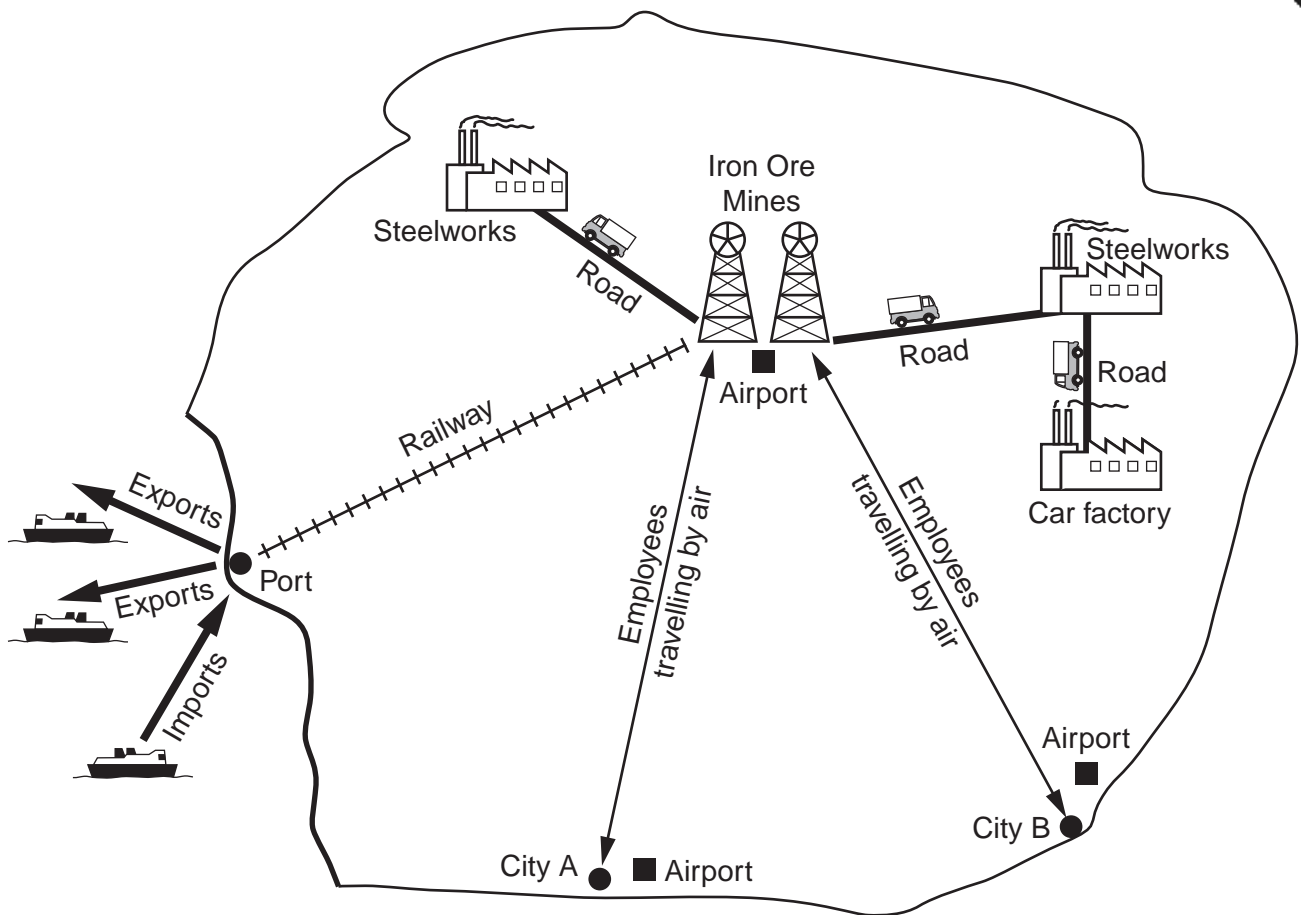 Iron Ore
Mines
Steelworks
Road
Steelworks
Road
Road
Airport
Railway
Car factory
Exports
Exports
Port
Imports
Employees
travelling by air
Employees
travelling by air
Airport
City B
City A
Airport